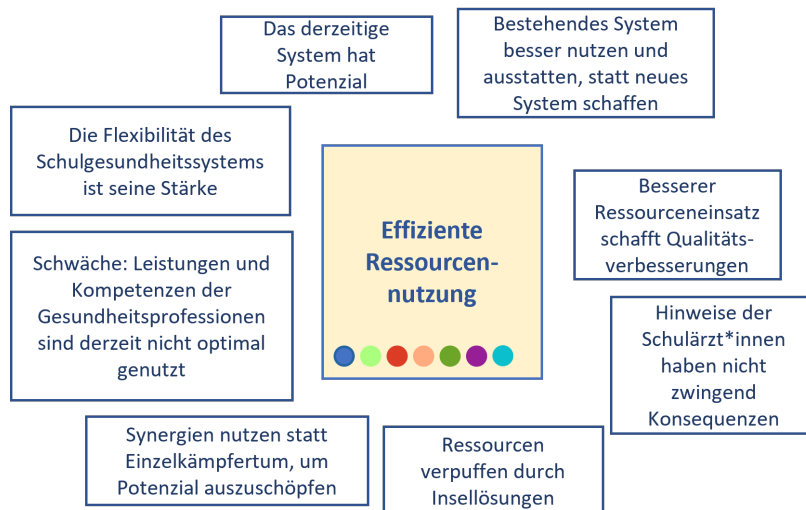 Das derzeitige
System hat
Potenzial
Bestehendes System
besser nutzen und
ausstatten, statt neues
System schaffen
Die Flexibilität des
Schulgesundheitssystems
ist seine Stärke
Effiziente
Ressourcen-
nutzung
Besserer
Ressourceneinsatz
schafft Qualitäts-
verbesserungen
Schwäche: Leistungen und
Kompetenzen der
Gesundheitsprofessionen
sind derzeit nicht optimal
genutzt
Hinweise der
Schulärzt*innen
haben nicht
zwingend
Konsequenzen
Synergien nutzen statt
Einzelkämpfertum, um
Potenzial auszuschöpfen
Ressourcen
verpuffen durch
Insellösungen